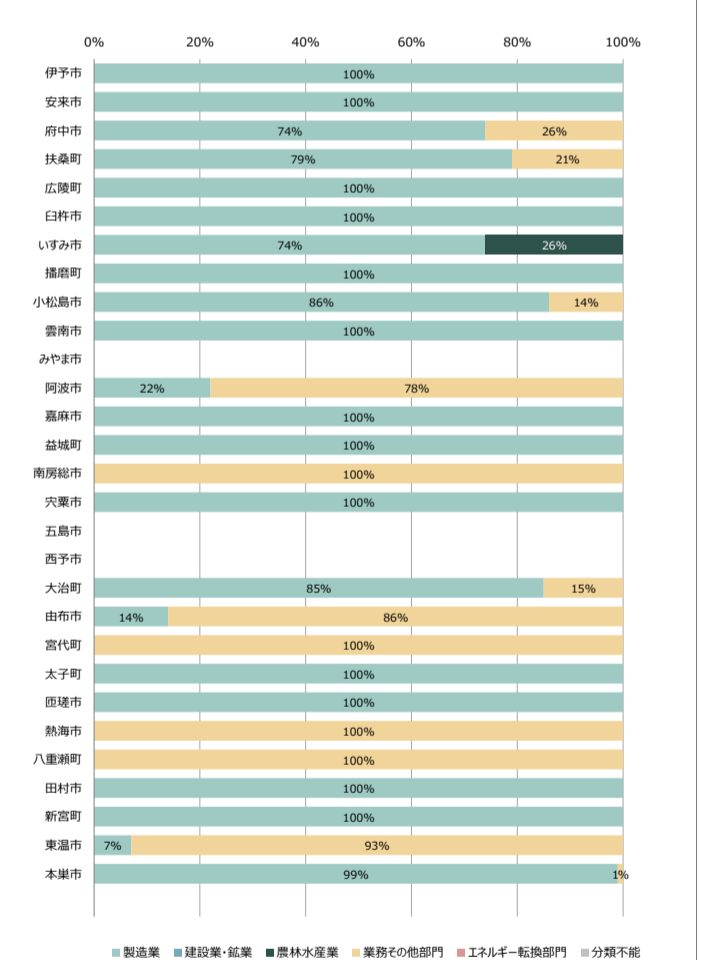 0% 20% 40% 60% 80% 100%
伊予市 100%
安来市 100%
府中市 74% 26%
扶桑町 79% 21%
広陵町 100%
臼杵市 100%
いすみ市 74% 26%
播磨町 100%
小松島市 86% 14%
雲南市 100%
みやま市
阿波市 22% 78%
嘉麻市 100%
益城町 100%
南房総市 100%
宍粟市 100%
五島市
西予市
大治町 85% 15%
由布市 14% 86%
宮代町 100%
太子町 100%
匝瑳市 100%
熱海市 100%
八重瀬町 100%
田村市 100%
新宮町 100%
東温市 7% 93%
本巣市 99% 1%
製造業 建設業・鉱業 農林水産業 業務その他部門 エネルギー転換部門 分類不能